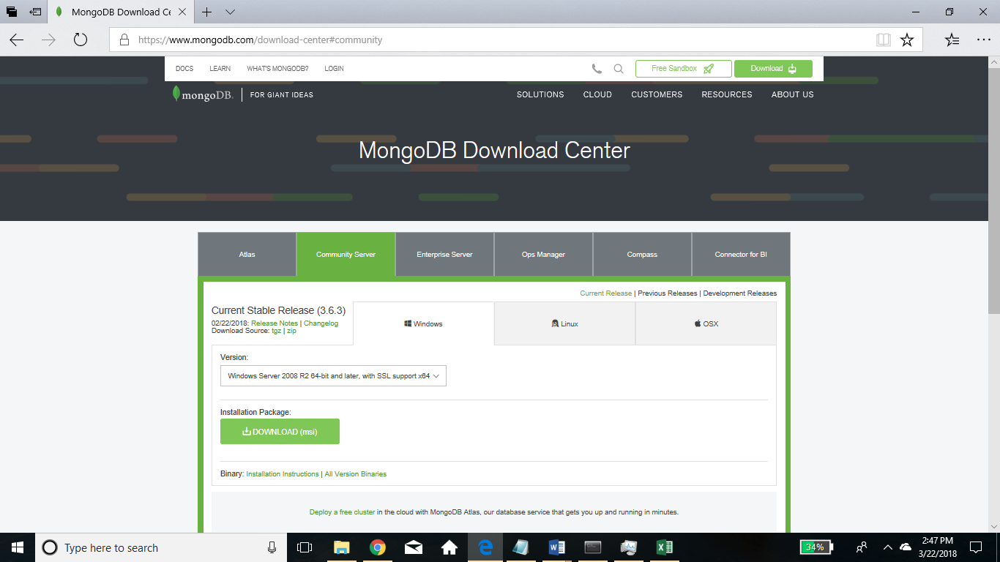 MongoDB Download Ce
https://www.mongodb.com/download-center#community
DOCS LEARN WHAT'S MONGODB? LOGIN Free Sandbox Download
mongoDB. FOR GIANT IDEAS SOLUTIONS CLOUD CUSTOMERS RESOURCES ABOUT US
MongoDB Download Center
Atlas Community Server Enterprise Server Ops Manager Compass Connector for BI
Current Release | Previous Releases | Development Releases
Current Stable Release (3.6.3)
02/22/2018: Release Notes | Changelog
Download Source: tgz | zip
Windows Linux OSX
Version:
Windows Server 2008 R2 64-bit and later, with SSL support x64
Installation Package:
DOWNLOAD (msi)
Binary: Installation Instructions | All Version Binaries
Deploy a free cluster in the cloud with MongoDB Atlas, our database service that gets you up and running in minutes.
Type here to search
34%
2:47 PM
3/22/2018